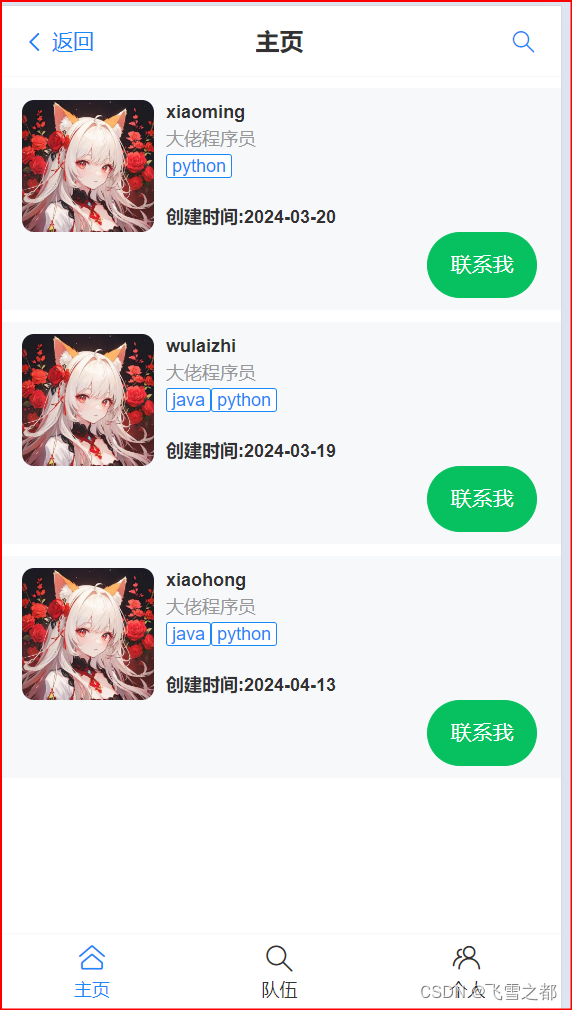 返回
主页
xiaoming
大佬程序员
python
创建时间:2024-03-20
联系我
wulaizhi
大佬程序员
java python
创建时间:2024-03-19
联系我
xiaohong
大佬程序员
java python
创建时间:2024-04-13
联系我
主页
队伍
个人
CSDN @飞雪之都